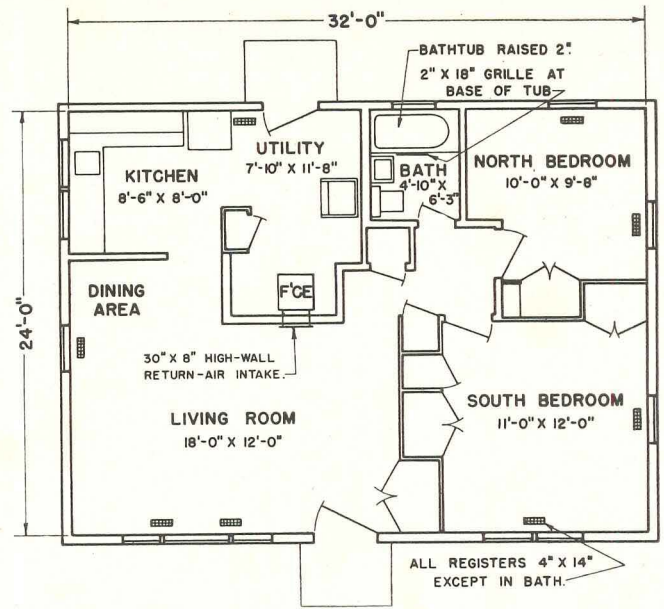 32'-0"
BATHTUB RAISED 2".
2" X 18" GRILLE AT
BASE OF TUB
UTILITY
7'-10" X 11'-8"
KITCHEN
8'-6" X 8'-0"
BATH
4'-10" X
6'-3"
NORTH BEDROOM
10'-0" X 9'-8"
24'-0"
DINING
AREA
F'CE
30" X 8" HIGH-WALL
RETURN-AIR INTAKE.
LIVING ROOM
18'-0" X 12'-0"
SOUTH BEDROOM
11'-0" X 12'-0"
ALL REGISTERS 4" X 14"
EXCEPT IN BATH.